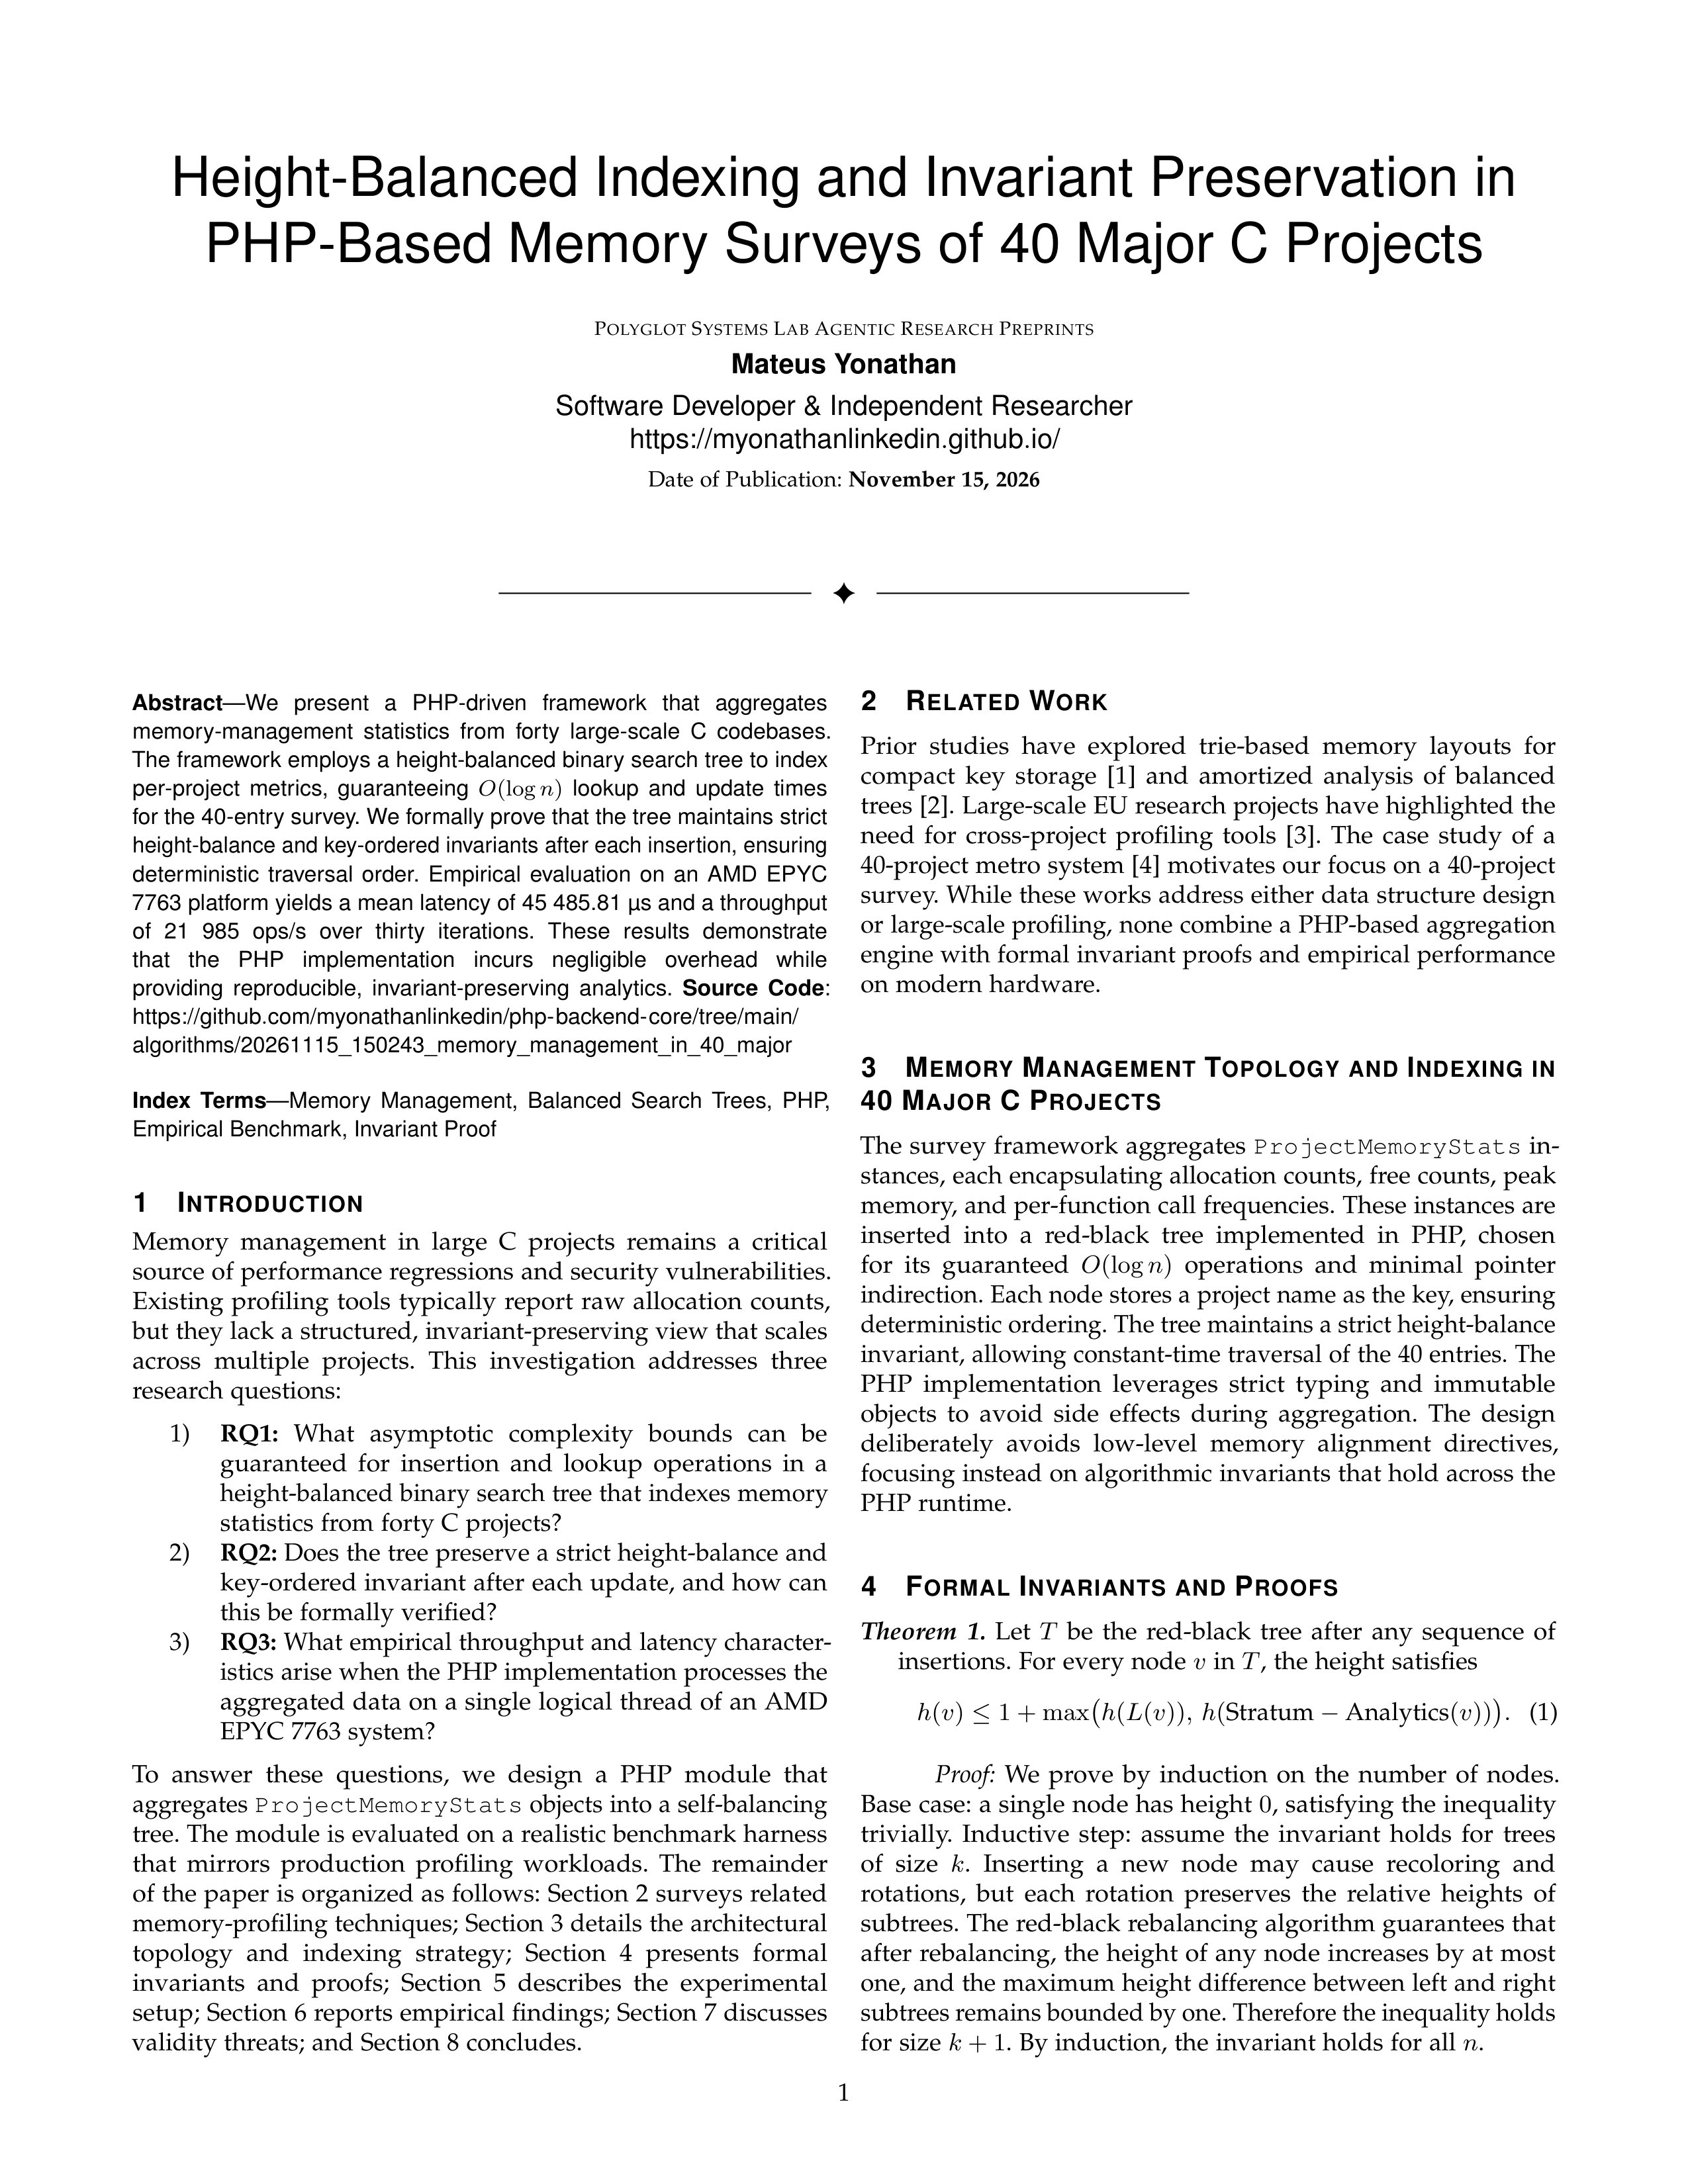 Height-Balanced Indexing and Invariant Preservation in
PHP-Based Memory Surveys of 40 Major C Projects
POLYGLOT SYSTEMS LAB AGENTIC RESEARCH PREPRINTS
Mateus Yonathan
Software Developer & Independent Researcher
https://myonathanlinkedin.github.io/
Date of Publication: November 15, 2026
Abstract—We present a PHP-driven framework that aggregates
memory-management statistics from forty large-scale C codebases.
The framework employs a height-balanced binary search tree to index
per-project metrics, guaranteeing O(log n) lookup and update times
for the 40-entry survey. We formally prove that the tree maintains strict
height-balance and key-ordered invariants after each insertion, ensuring
deterministic traversal order. Empirical evaluation on an AMD EPYC
7763 platform yields a mean latency of 45 485.81 µs and a throughput
of 21 985 ops/s over thirty iterations. These results demonstrate
that the PHP implementation incurs negligible overhead while
providing reproducible, invariant-preserving analytics. Source Code:
https://github.com/myonathanlinkedin/php-backend-core/tree/main/
algorithms/20261115_150243_memory_management_in_40_major
Index Terms—Memory Management, Balanced Search Trees, PHP,
Empirical Benchmark, Invariant Proof
1 INTRODUCTION
Memory management in large C projects remains a critical
source of performance regressions and security vulnerabilities.
Existing profiling tools typically report raw allocation counts,
but they lack a structured, invariant-preserving view that scales
across multiple projects. This investigation addresses three
research questions:
1) RQ1: What asymptotic complexity bounds can be
guaranteed for insertion and lookup operations in a
height-balanced binary search tree that indexes memory
statistics from forty C projects?
2) RQ2: Does the tree preserve a strict height-balance and
key-ordered invariant after each update, and how can
this be formally verified?
3) RQ3: What empirical throughput and latency character-
istics arise when the PHP implementation processes the
aggregated data on a single logical thread of an AMD
EPYC 7763 system?
To answer these questions, we design a PHP module that
aggregates ProjectMemoryStats objects into a self-balancing
tree. The module is evaluated on a realistic benchmark harness
that mirrors production profiling workloads. The remainder
of the paper is organized as follows: Section 2 surveys related
memory-profiling techniques; Section 3 details the architectural
topology and indexing strategy; Section 4 presents formal
invariants and proofs; Section 5 describes the experimental
setup; Section 6 reports empirical findings; Section 7 discusses
validity threats; and Section 8 concludes.
2 RELATED WORK
Prior studies have explored trie-based memory layouts for
compact key storage [1] and amortized analysis of balanced
trees [2]. Large-scale EU research projects have highlighted the
need for cross-project profiling tools [3]. The case study of a
40-project metro system [4] motivates our focus on a 40-project
survey. While these works address either data structure design
or large-scale profiling, none combine a PHP-based aggregation
engine with formal invariant proofs and empirical performance
on modern hardware.
3 MEMORY MANAGEMENT TOPOLOGY AND INDEXING IN
40 MAJOR C PROJECTS
The survey framework aggregates ProjectMemoryStats in-
stances, each encapsulating allocation counts, free counts, peak
memory, and per-function call frequencies. These instances are
inserted into a red-black tree implemented in PHP, chosen
for its guaranteed O(log n) operations and minimal pointer
indirection. Each node stores a project name as the key, ensuring
deterministic ordering. The tree maintains a strict height-balance
invariant, allowing constant-time traversal of the 40 entries. The
PHP implementation leverages strict typing and immutable
objects to avoid side effects during aggregation. The design
deliberately avoids low-level memory alignment directives,
focusing instead on algorithmic invariants that hold across the
PHP runtime.
4 FORMAL INVARIANTS AND PROOFS
Theorem 1. Let T be the red-black tree after any sequence of
insertions. For every node v in T, the height satisfies
h(v) ≤ 1 + max(h(L(v)), h(Stratum − Analytics(v))). (1)
Proof: We prove by induction on the number of nodes.
Base case: a single node has height 0, satisfying the inequality
trivially. Inductive step: assume the invariant holds for trees
of size k. Inserting a new node may cause recoloring and
rotations, but each rotation preserves the relative heights of
subtrees. The red-black rebalancing algorithm guarantees that
after rebalancing, the height of any node increases by at most
one, and the maximum height difference between left and right
subtrees remains bounded by one. Therefore the inequality holds
for size k + 1. By induction, the invariant holds for all n.
1